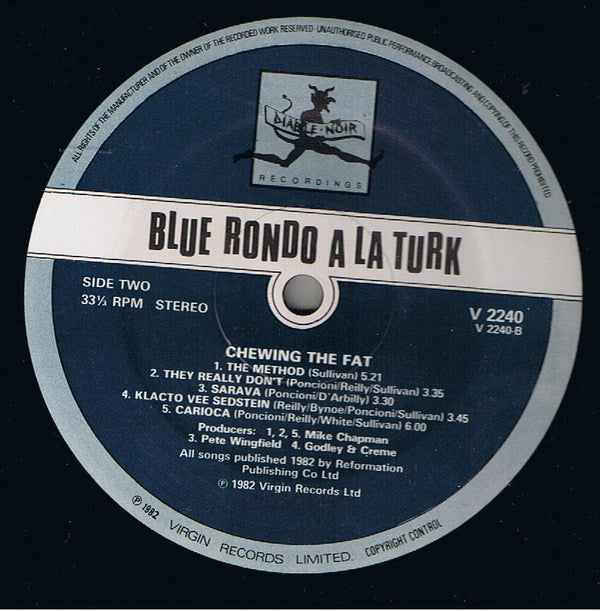 ALL RIGHTS OF THE MANUFACTURER AND OF THE OWNER OF THE RECORDED WORK RESERVED · UNAUTHORISED PUBLIC PERFORMANCE BROADCASTING AND COPYING OF THIS RECORD PROHIBITED
DIABLE · NOIR
RECORDINGS
BLUE RONDO A LA TURK
SIDE TWO
33⅓ RPM STEREO
V 2240
V 2240-B
CHEWING THE FAT
1. THE METHOD (Sullivan) 5.21
2. THEY REALLY DON'T (Poncioni/Reilly/Sullivan) 3.35
3. SARAVA (Poncioni/D'Arbilly) 3.30
4. KLACTO VEE SEDSTEIN (Reilly/Bynoe/Poncioni/Sullivan) 3.45
5. CARIOCA (Poncioni/Reilly/White/Sullivan) 6.00
Producers: 1, 2, 5. Mike Chapman
3. Pete Wingfield 4. Godley & Creme
All songs published 1982 by Reformation
Publishing Co Ltd
℗ 1982 Virgin Records Ltd
℗ 1982 VIRGIN RECORDS LIMITED. COPYRIGHT CONTROL